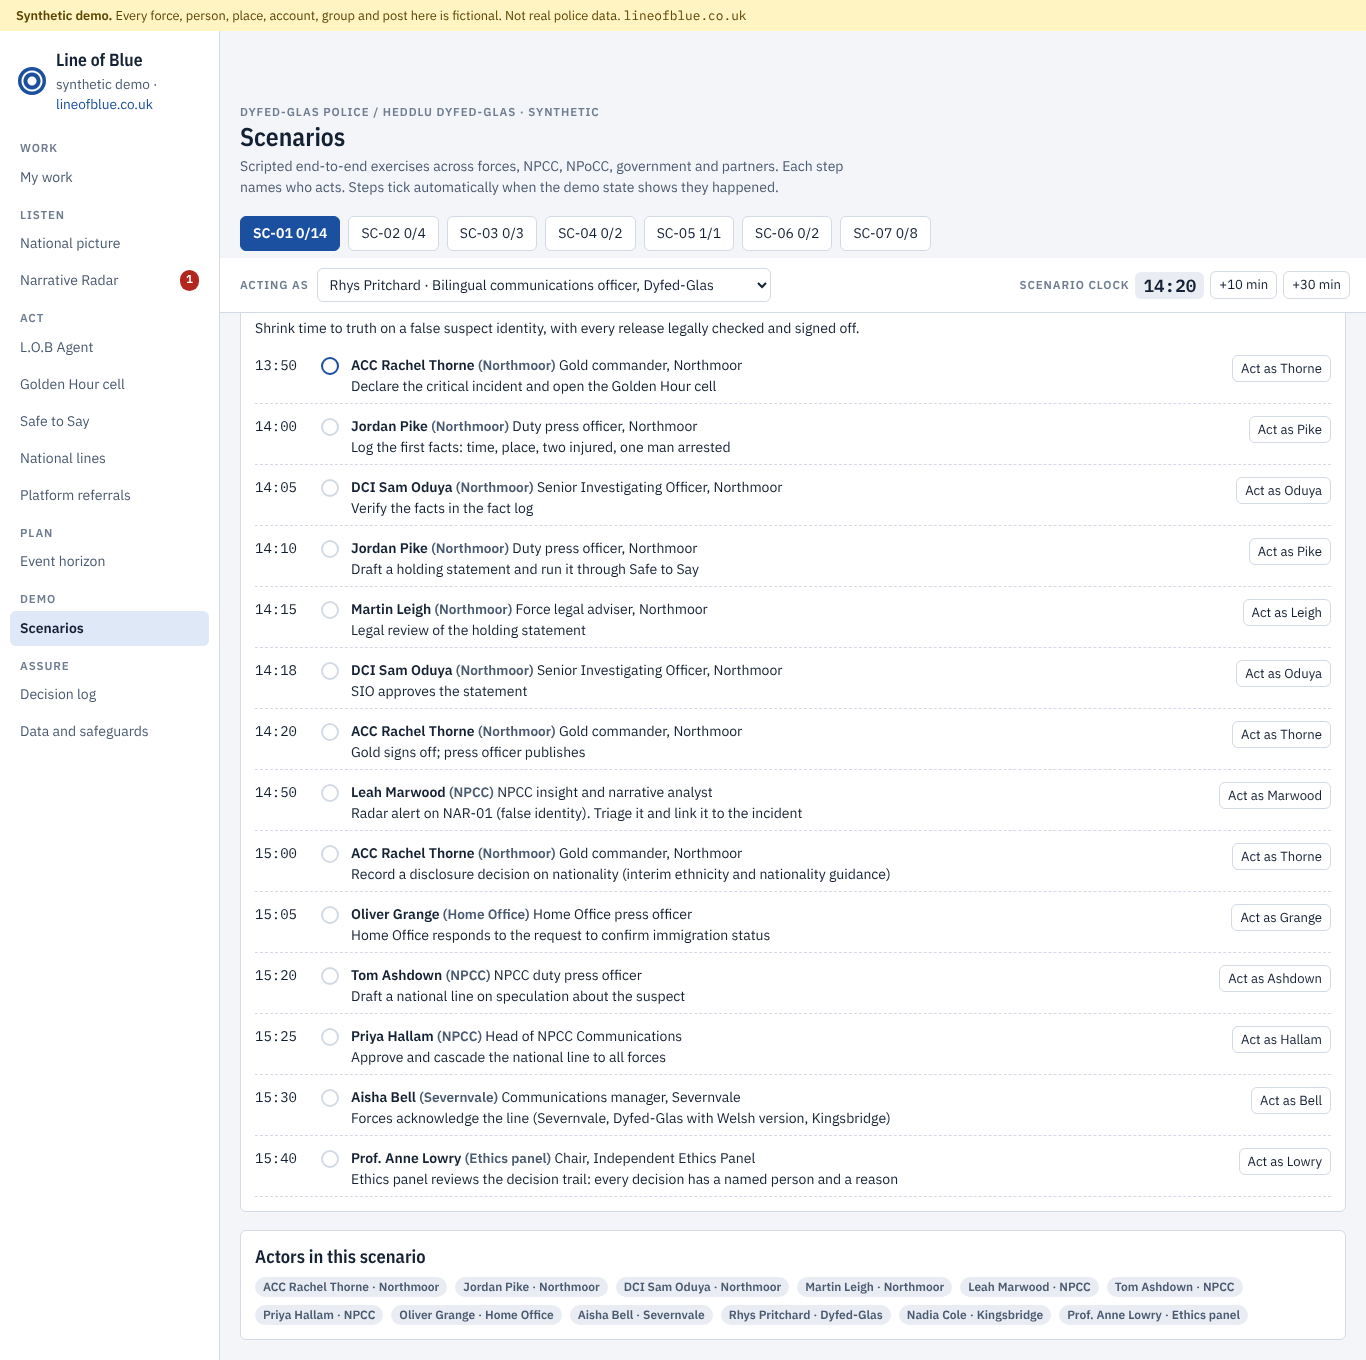 Synthetic demo. Every force, person, place, account, group and post here is fictional. Not real police data. lineofblue.co.uk
Line of Blue
synthetic demo ·
lineofblue.co.uk
WORK
My work
LISTEN
National picture
Narrative Radar 1
ACT
L.O.B Agent
Golden Hour cell
Safe to Say
National lines
Platform referrals
PLAN
Event horizon
DEMO
Scenarios
ASSURE
Decision log
Data and safeguards
DYFED-GLAS POLICE / HEDDLU DYFED-GLAS · SYNTHETIC
Scenarios
Scripted end-to-end exercises across forces, NPCC, NPoCC, government and partners. Each step
names who acts. Steps tick automatically when the demo state shows they happened.
SC-01 0/14 SC-02 0/4 SC-03 0/3 SC-04 0/2 SC-05 1/1 SC-06 0/2 SC-07 0/8
ACTING AS Rhys Pritchard · Bilingual communications officer, Dyfed-Glas SCENARIO CLOCK 14:20 +10 min +30 min
Shrink time to truth on a false suspect identity, with every release legally checked and signed off.
13:50 ACC Rachel Thorne (Northmoor) Gold commander, Northmoor Act as Thorne
Declare the critical incident and open the Golden Hour cell
14:00 Jordan Pike (Northmoor) Duty press officer, Northmoor Act as Pike
Log the first facts: time, place, two injured, one man arrested
14:05 DCI Sam Oduya (Northmoor) Senior Investigating Officer, Northmoor Act as Oduya
Verify the facts in the fact log
14:10 Jordan Pike (Northmoor) Duty press officer, Northmoor Act as Pike
Draft a holding statement and run it through Safe to Say
14:15 Martin Leigh (Northmoor) Force legal adviser, Northmoor Act as Leigh
Legal review of the holding statement
14:18 DCI Sam Oduya (Northmoor) Senior Investigating Officer, Northmoor Act as Oduya
SIO approves the statement
14:20 ACC Rachel Thorne (Northmoor) Gold commander, Northmoor Act as Thorne
Gold signs off; press officer publishes
14:50 Leah Marwood (NPCC) NPCC insight and narrative analyst Act as Marwood
Radar alert on NAR-01 (false identity). Triage it and link it to the incident
15:00 ACC Rachel Thorne (Northmoor) Gold commander, Northmoor Act as Thorne
Record a disclosure decision on nationality (interim ethnicity and nationality guidance)
15:05 Oliver Grange (Home Office) Home Office press officer Act as Grange
Home Office responds to the request to confirm immigration status
15:20 Tom Ashdown (NPCC) NPCC duty press officer Act as Ashdown
Draft a national line on speculation about the suspect
15:25 Priya Hallam (NPCC) Head of NPCC Communications Act as Hallam
Approve and cascade the national line to all forces
15:30 Aisha Bell (Severnvale) Communications manager, Severnvale Act as Bell
Forces acknowledge the line (Severnvale, Dyfed-Glas with Welsh version, Kingsbridge)
15:40 Prof. Anne Lowry (Ethics panel) Chair, Independent Ethics Panel Act as Lowry
Ethics panel reviews the decision trail: every decision has a named person and a reason
Actors in this scenario
ACC Rachel Thorne · Northmoor Jordan Pike · Northmoor DCI Sam Oduya · Northmoor Martin Leigh · Northmoor Leah Marwood · NPCC Tom Ashdown · NPCC
Priya Hallam · NPCC Oliver Grange · Home Office Aisha Bell · Severnvale Rhys Pritchard · Dyfed-Glas Nadia Cole · Kingsbridge Prof. Anne Lowry · Ethics panel